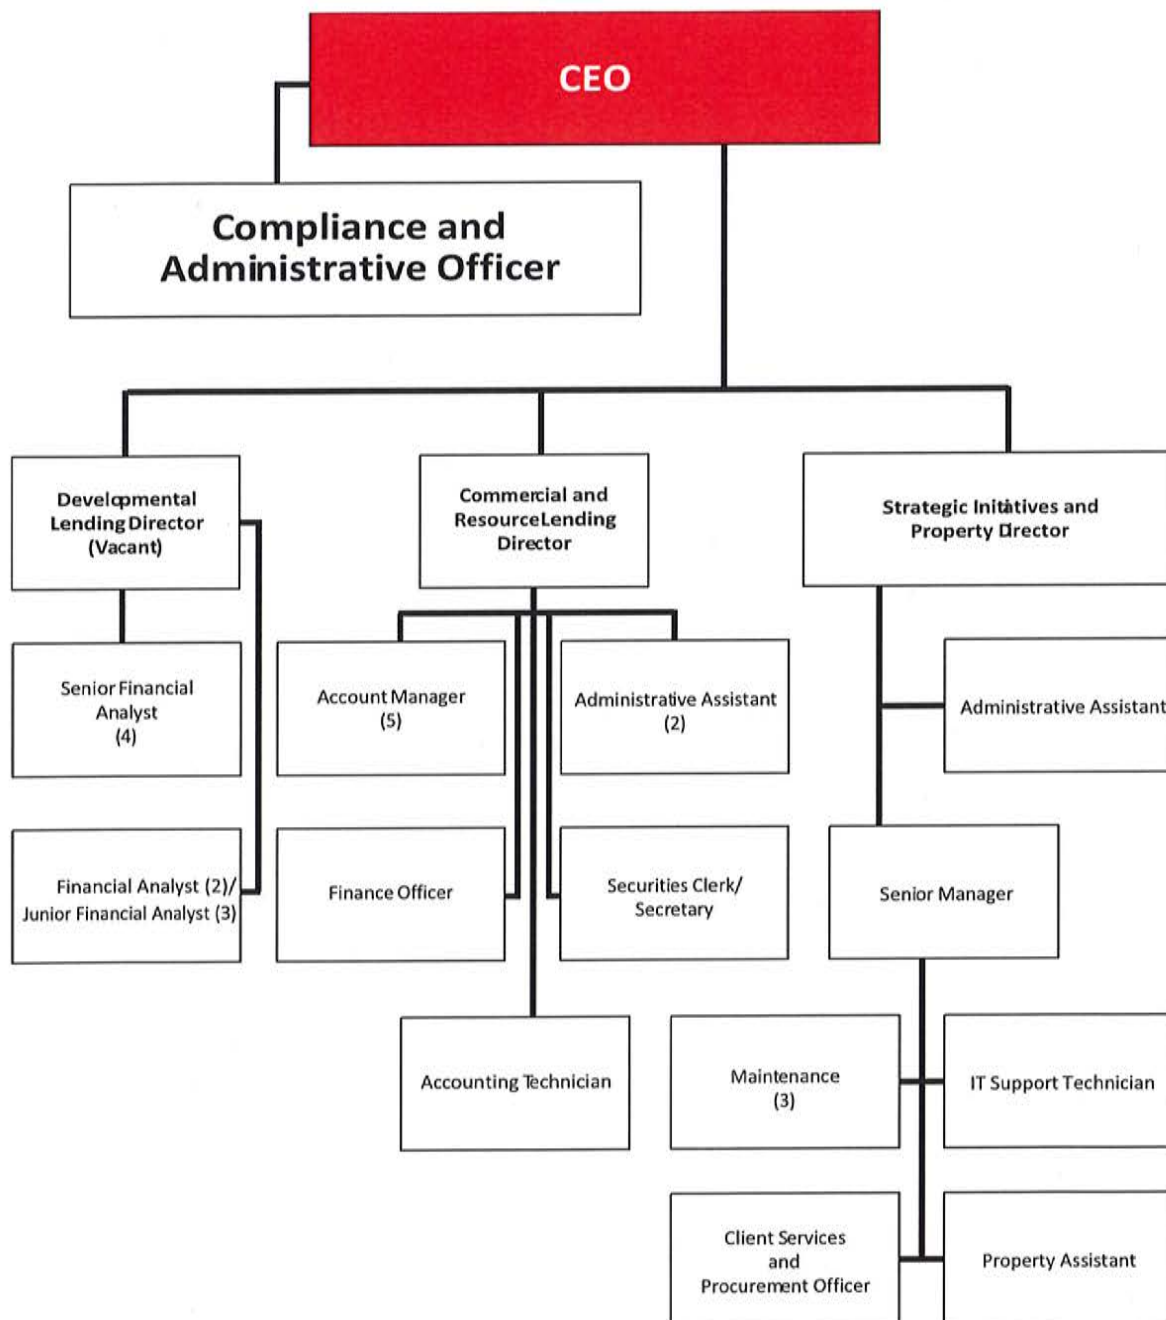 CEO
Compliance and
Administrative Officer
Developmental
Lending Director
(Vacant)
Commercial and
Resource Lending
Director
Strategic Initiatives and
Property Director
Senior Financial
Analyst
(4)
Account Manager
(5)
Administrative Assistant
(2)
Administrative Assistant
Financial Analyst (2)/
Junior Financial Analyst (3)
Finance Officer
Securities Clerk/
Secretary
Senior Manager
Accounting Technician
Maintenance
(3)
IT Support Technician
Client Services
and
Procurement Officer
Property Assistant